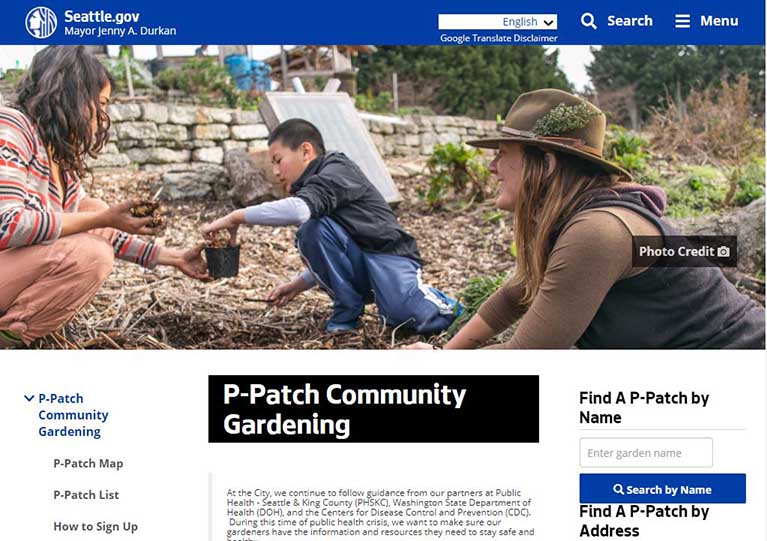 Seattle.gov
Mayor Jenny A. Durkan
English
Google Translate Disclaimer
Search
Menu
Photo Credit
P-Patch
Community
Gardening
P-Patch Map
P-Patch List
How to Sign Up
P-Patch Community
Gardening
At the City, we continue to follow guidance from our partners at Public
Health - Seattle & King County (PHSKC), Washington State Department of
Health (DOH), and the Centers for Disease Control and Prevention (CDC).
During this time of public health crisis, we want to make sure our
gardeners have the information and resources they need to stay safe and
Find A P-Patch by
Name
Enter garden name
Search by Name
Find A P-Patch by
Address